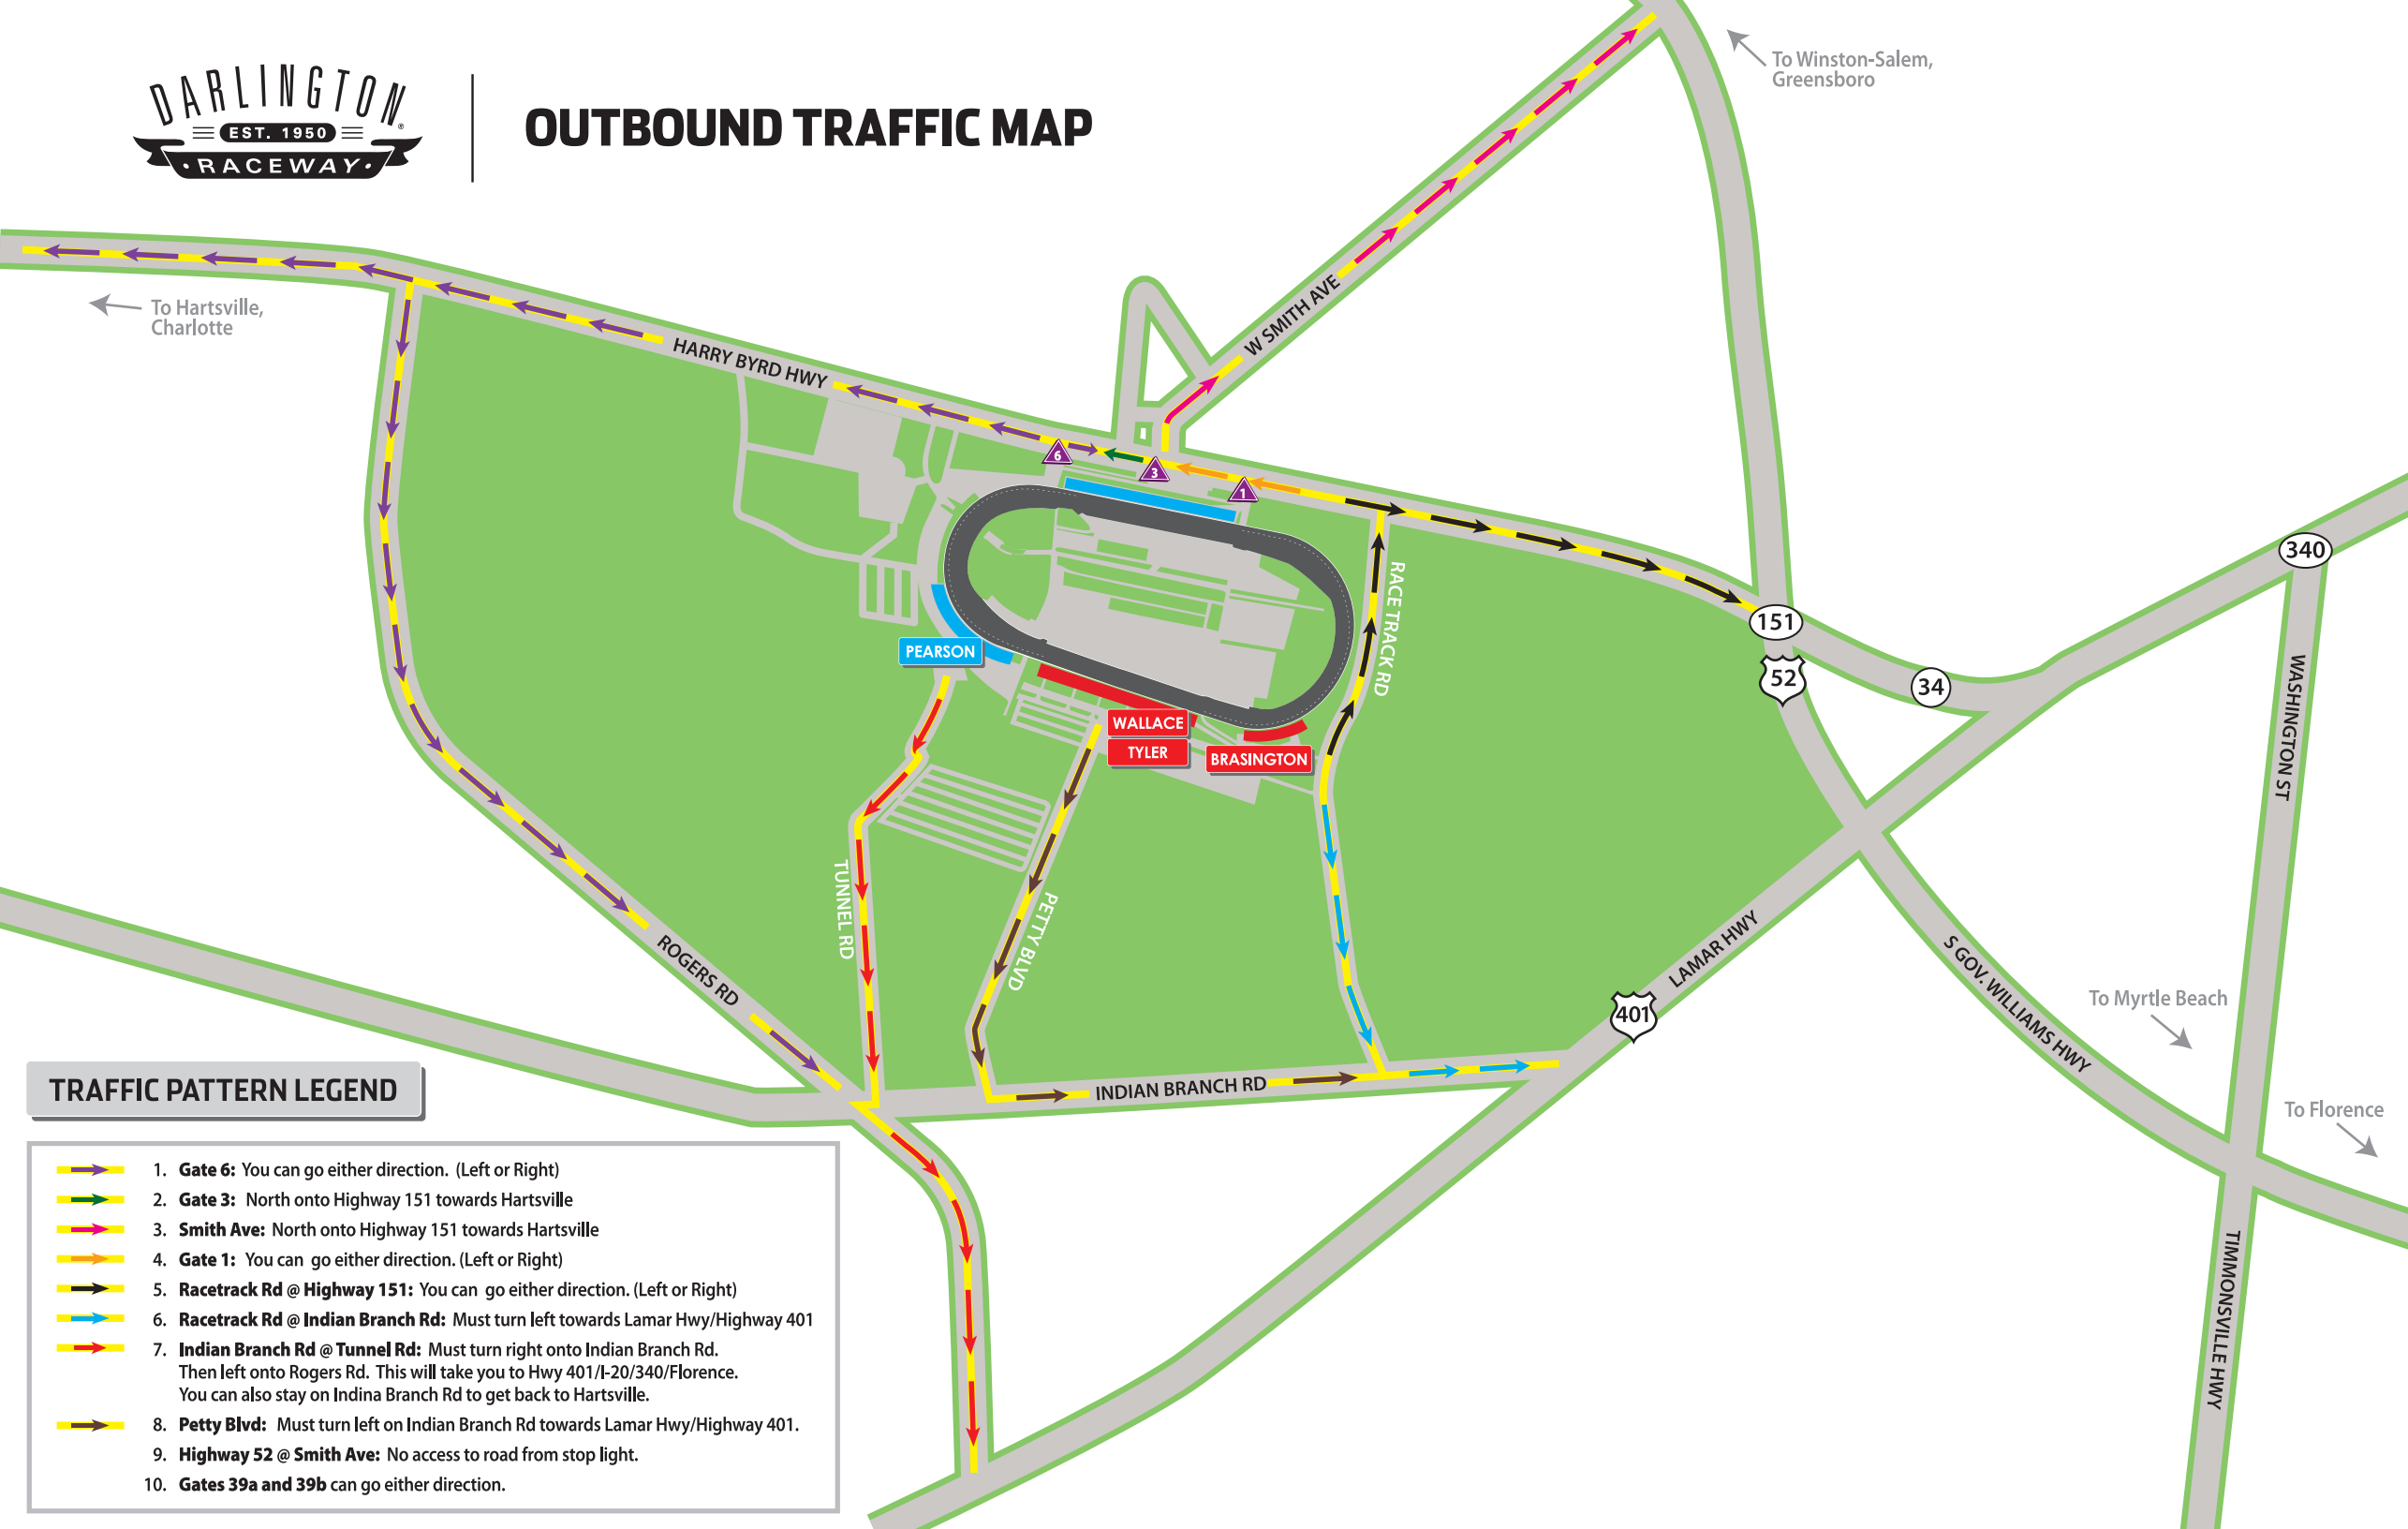 DARLINGTON®
EST. 1950
RACEWAY
OUTBOUND TRAFFIC MAP
To Winston-Salem,
Greensboro
To Hartsville,
Charlotte
HARRY BYRD HWY
W SMITH AVE
6
3
1
RACE TRACK RD
340
151
52
34
WASHINGTON ST
PEARSON
WALLACE
TYLER
BRASINGTON
TUNNEL RD
PETTY BLVD
ROGERS RD
LAMAR HWY
401
S GOV. WILLIAMS HWY
To Myrtle Beach
To Florence
INDIAN BRANCH RD
TIMMONSVILLE HWY
TRAFFIC PATTERN LEGEND
1. Gate 6: You can go either direction. (Left or Right)
2. Gate 3: North onto Highway 151 towards Hartsville
3. Smith Ave: North onto Highway 151 towards Hartsville
4. Gate 1: You can go either direction. (Left or Right)
5. Racetrack Rd @ Highway 151: You can go either direction. (Left or Right)
6. Racetrack Rd @ Indian Branch Rd: Must turn left towards Lamar Hwy/Highway 401
7. Indian Branch Rd @ Tunnel Rd: Must turn right onto Indian Branch Rd.
Then left onto Rogers Rd. This will take you to Hwy 401/I-20/340/Florence.
You can also stay on Indina Branch Rd to get back to Hartsville.
8. Petty Blvd: Must turn left on Indian Branch Rd towards Lamar Hwy/Highway 401.
9. Highway 52 @ Smith Ave: No access to road from stop light.
10. Gates 39a and 39b can go either direction.